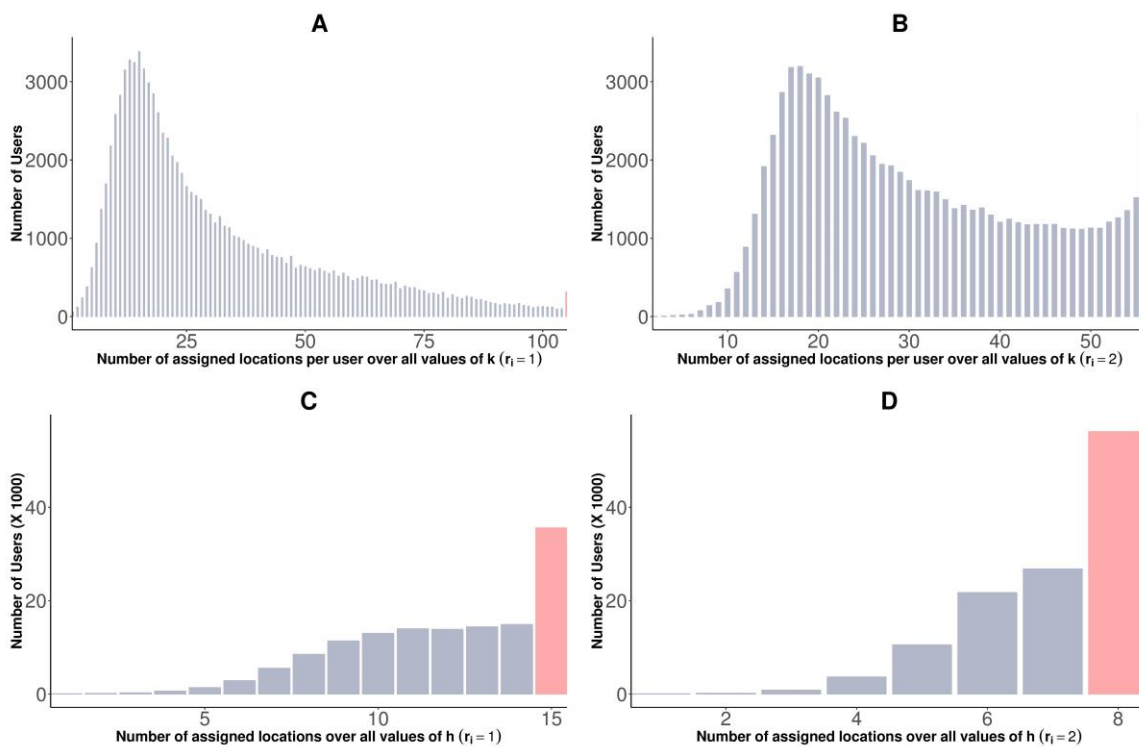 A
Number of Users
3000
2000
1000
0
25
50
75
100
Number of assigned locations per user over all values of k (rᵢ = 1)
B
Number of Users
3000
2000
1000
0
10
20
30
40
50
Number of assigned locations per user over all values of k (rᵢ = 2)
C
Number of Users (X 1000)
40
20
0
5
10
15
Number of assigned locations over all values of h (rᵢ = 1)
D
Number of Users (X 1000)
40
20
0
2
4
6
8
Number of assigned locations over all values of h (rᵢ = 2)